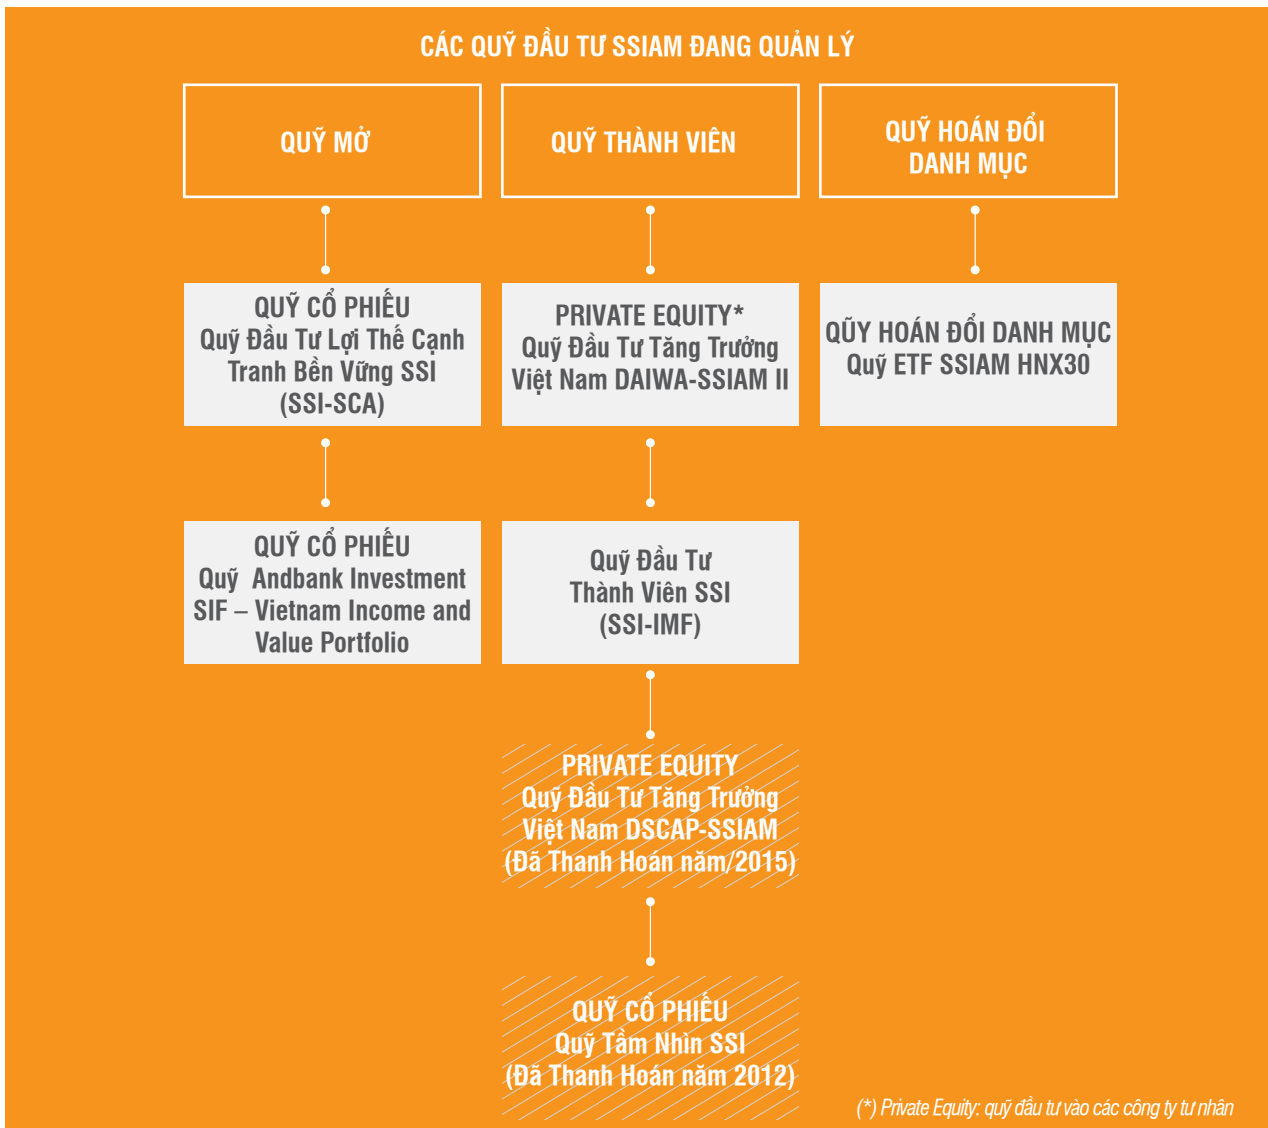 CÁC QUỸ ĐẦU TƯ SSIAM ĐANG QUẢN LÝ
QUỸ MỞ
QUỸ CỔ PHIẾU
Quỹ Đầu Tư Lợi Thế Cạnh
Tranh Bền Vững SSI
(SSI-SCA)
QUỸ CỔ PHIẾU
Quỹ Andbank Investment
SIF – Vietnam Income and
Value Portfolio
QUỸ THÀNH VIÊN
PRIVATE EQUITY*
Quỹ Đầu Tư Tăng Trưởng
Việt Nam DAIWA-SSIAM II
Quỹ Đầu Tư
Thành Viên SSI
(SSI-IMF)
PRIVATE EQUITY
Quỹ Đầu Tư Tăng Trưởng
Việt Nam DSCAP-SSIAM
(Đã Thanh Hoán năm/2015)
QUỸ CỔ PHIẾU
Quỹ Tầm Nhìn SSI
(Đã Thanh Hoán năm 2012)
QUỸ HOÁN ĐỔI
DANH MỤC
QŨY HOÁN ĐỔI DANH MỤC
Quỹ ETF SSIAM HNX30
(*) Private Equity: quỹ đầu tư vào các công ty tư nhân